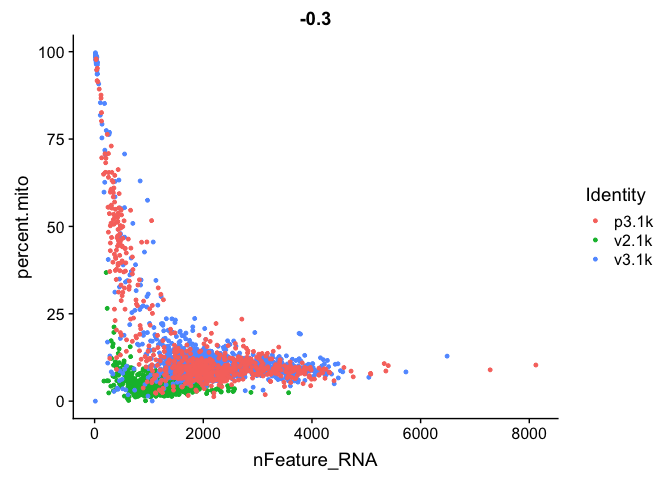 -0.3
100
75
50
25
0
percent.mito
0
2000
4000
6000
8000
nFeature_RNA
Identity
p3.1k
v2.1k
v3.1k